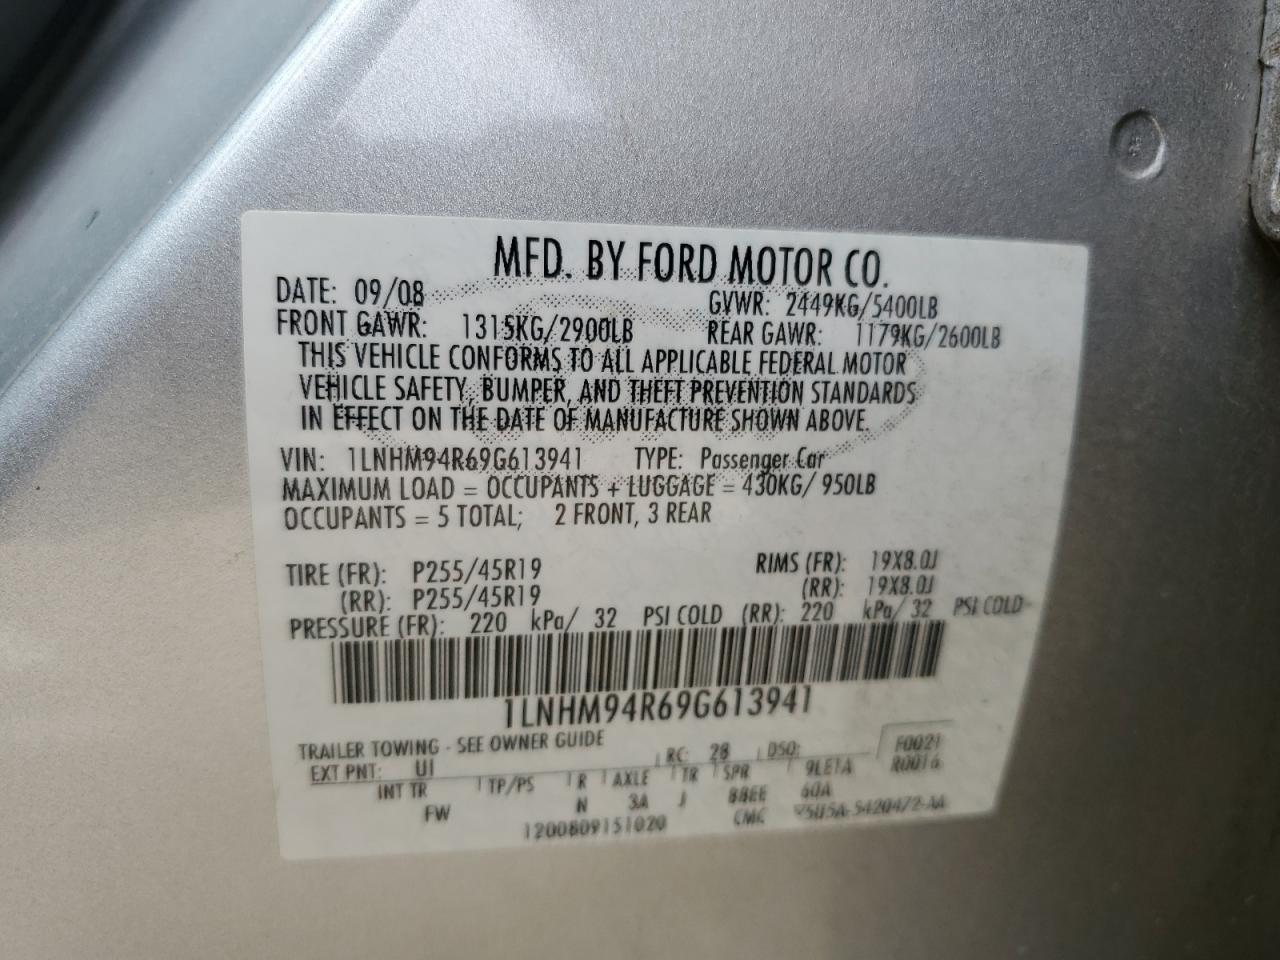 MFD. BY FORD MOTOR CO.
DATE: 09/08 GVWR: 2449KG/5400LB
FRONT GAWR: 1315KG/2900LB REAR GAWR: 1179KG/2600LB
THIS VEHICLE CONFORMS TO ALL APPLICABLE FEDERAL MOTOR
VEHICLE SAFETY, BUMPER, AND THEFT PREVENTION STANDARDS
IN EFFECT ON THE DATE OF MANUFACTURE SHOWN ABOVE.
VIN: 1LNHM94R69G613941 TYPE: Passenger Car
MAXIMUM LOAD = OCCUPANTS + LUGGAGE = 430KG/ 950LB
OCCUPANTS = 5 TOTAL; 2 FRONT, 3 REAR
TIRE (FR): P255/45R19 RIMS (FR): 19X8.0J
(RR): P255/45R19 (RR): 19X8.0J
PRESSURE (FR): 220 kPa/ 32 PSI COLD (RR): 220 kPa/ 32 PSI COLD
1LNHM94R69G613941
TRAILER TOWING - SEE OWNER GUIDE
EXT PNT: UI RC: 28 DSO: F0021
R0016
INT TR TP/PS R AXLE TR SPR 9LE1A
FW N 3A J BBEE 60A
1200809151020 CMC